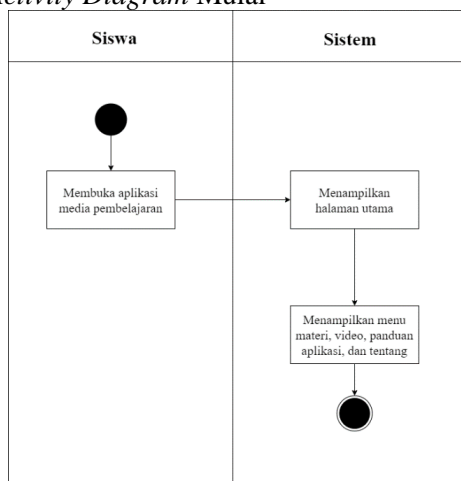 Activity Diagram Mulai
Siswa
Sistem
Membuka aplikasi
media pembelajaran
Menampilkan
halaman utama
Menampilkan menu
materi, video, panduan
aplikasi, dan tentang